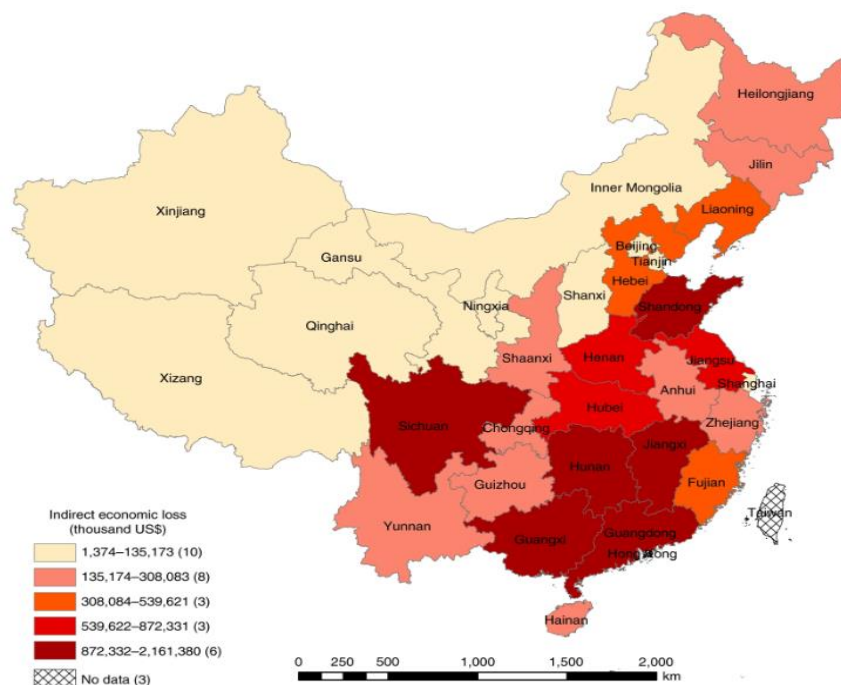 Heilongjiang
Jilin
Inner Mongolia
Liaoning
Xinjiang
Beijing
Gansu
Tianjin
Hebei
Ningxia
Shanxi
Shandong
Qinghai
Shaanxi
Henan
Jiangsu
Xizang
Anhui
Shanghai
Hubei
Sichuan
Chongqing
Zhejiang
Jiangxi
Hunan
Guizhou
Fujian
Yunnan
Taiwan
Guangxi
Guangdong
Hong Kong
Hainan
Indirect economic loss
(thousand US$)
1,374–135,173 (10)
135,174–308,083 (8)
308,084–539,621 (3)
539,622–872,331 (3)
872,332–2,161,380 (6)
No data (3)
0 250 500 1,000 1,500 2,000
km